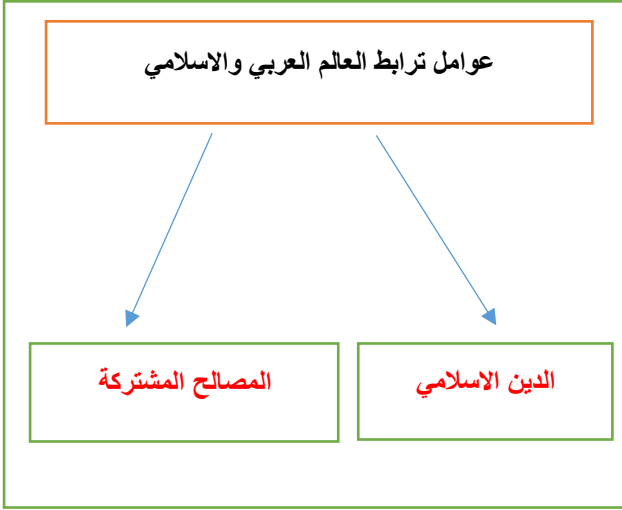 عوامل ترابط العالم العربي والاسلامي
الدين الاسلامي
المصالح المشتركة